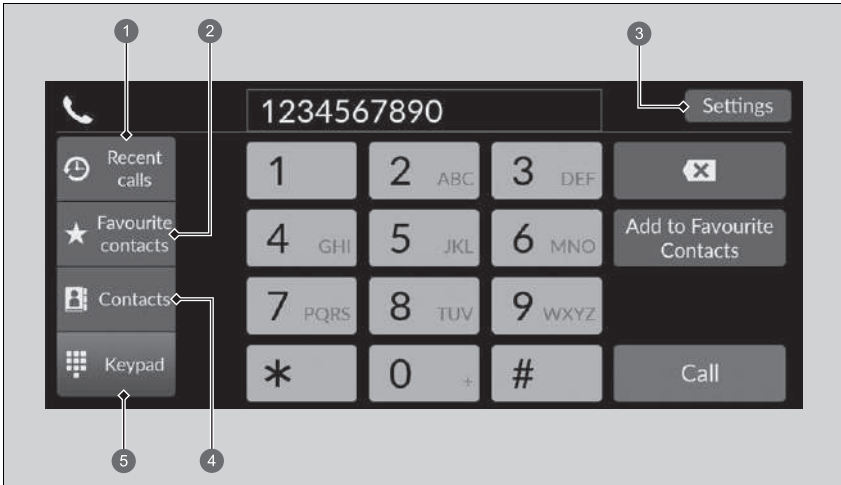 1
2
3
1234567890
Settings
Recent
calls
1
2 ABC
3 DEF
Favourite
contacts
4 GHI
5 JKL
6 MNO
Add to Favourite
Contacts
Contacts
7 PQRS
8 TUV
9 WXYZ
Keypad
*
0 +
#
Call
5
4